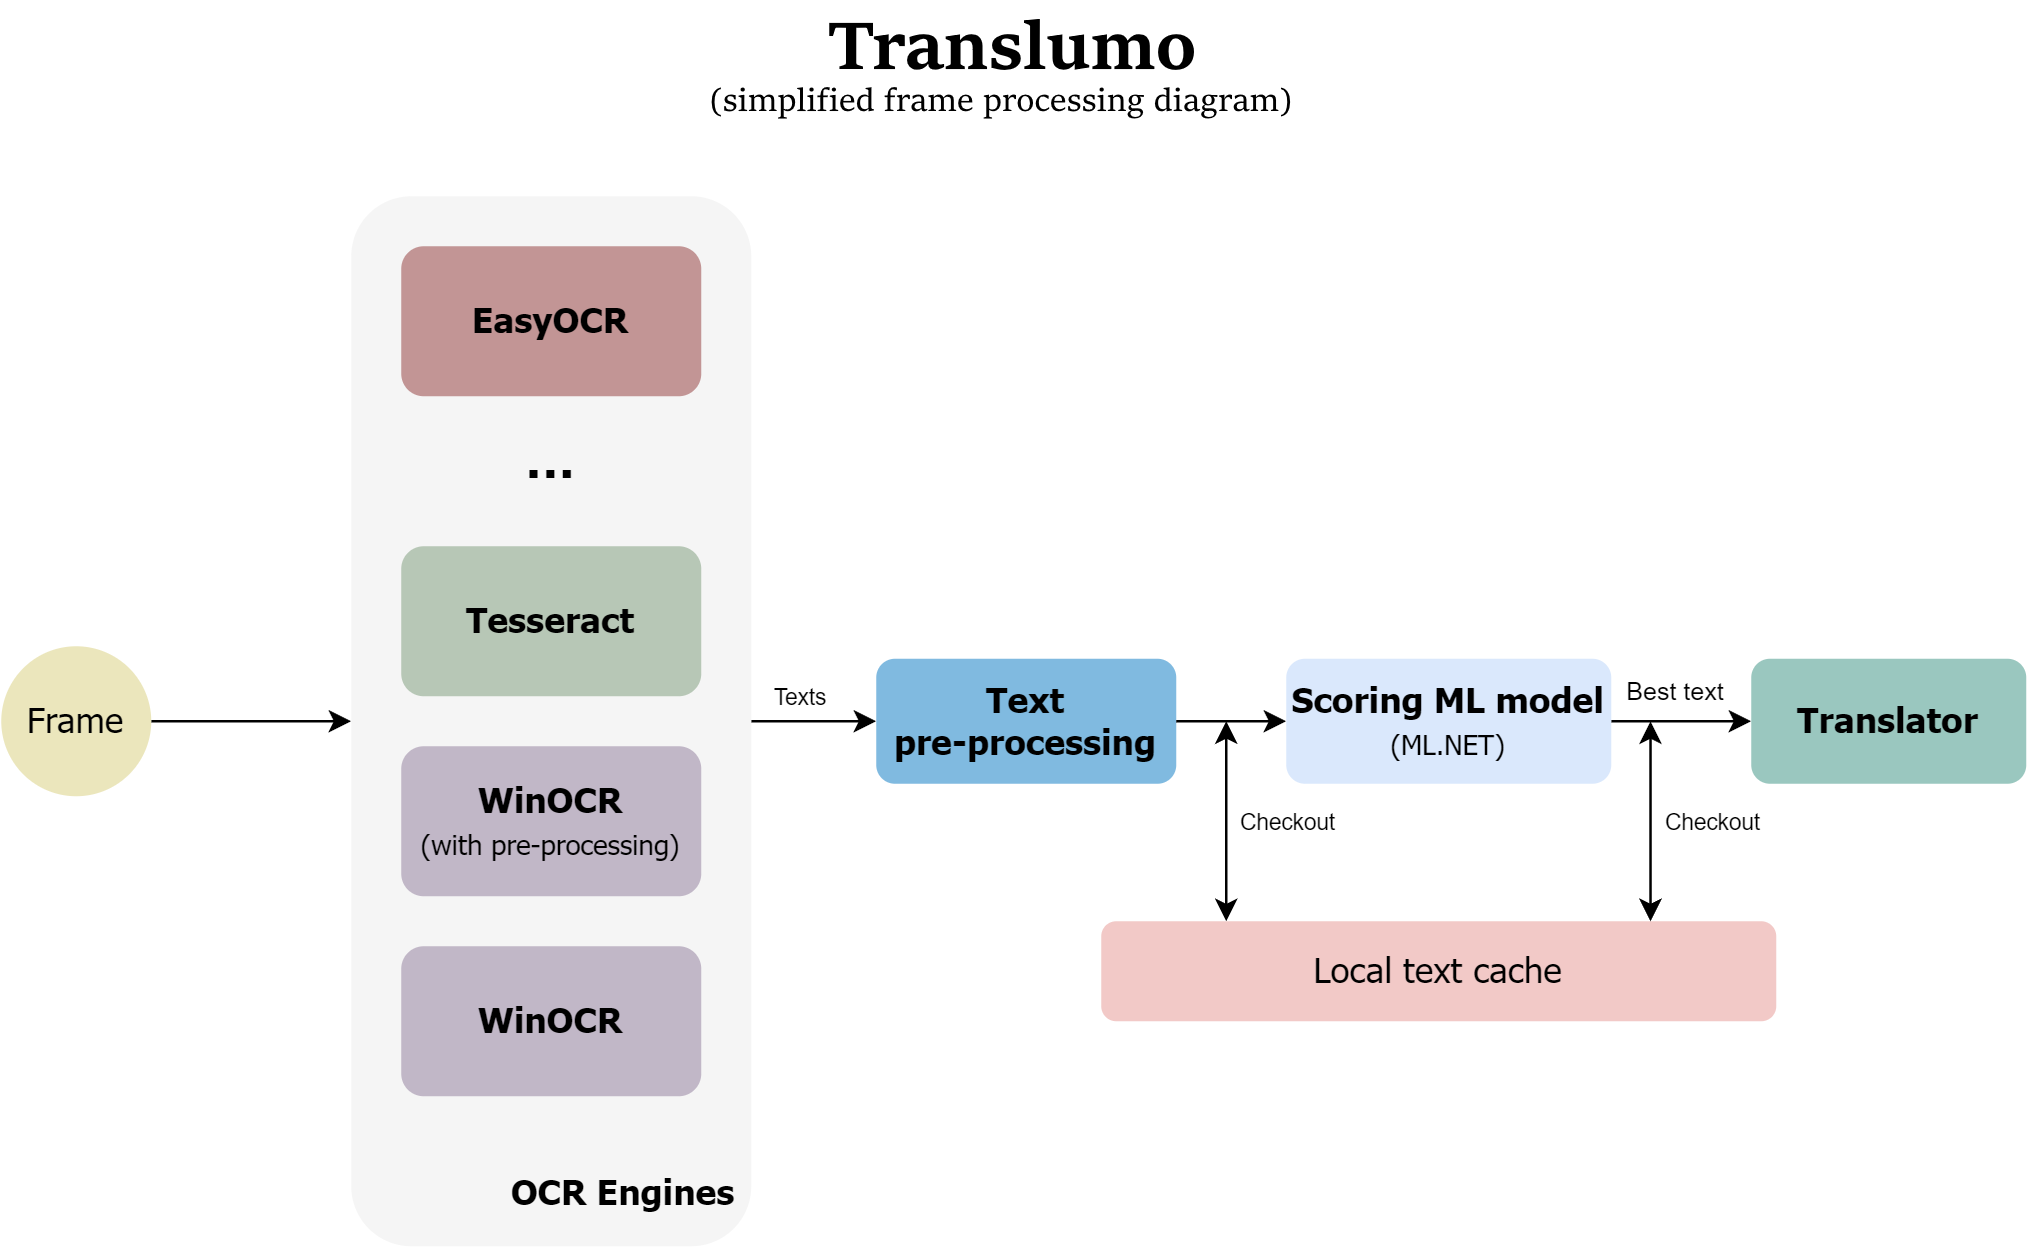 Translumo
(simplified frame processing diagram)
EasyOCR
...
Tesseract
Frame
WinOCR
(with pre-processing)
WinOCR
OCR Engines
Texts
Text
pre-processing
Scoring ML model
(ML.NET)
Best text
Translator
Checkout
Checkout
Local text cache